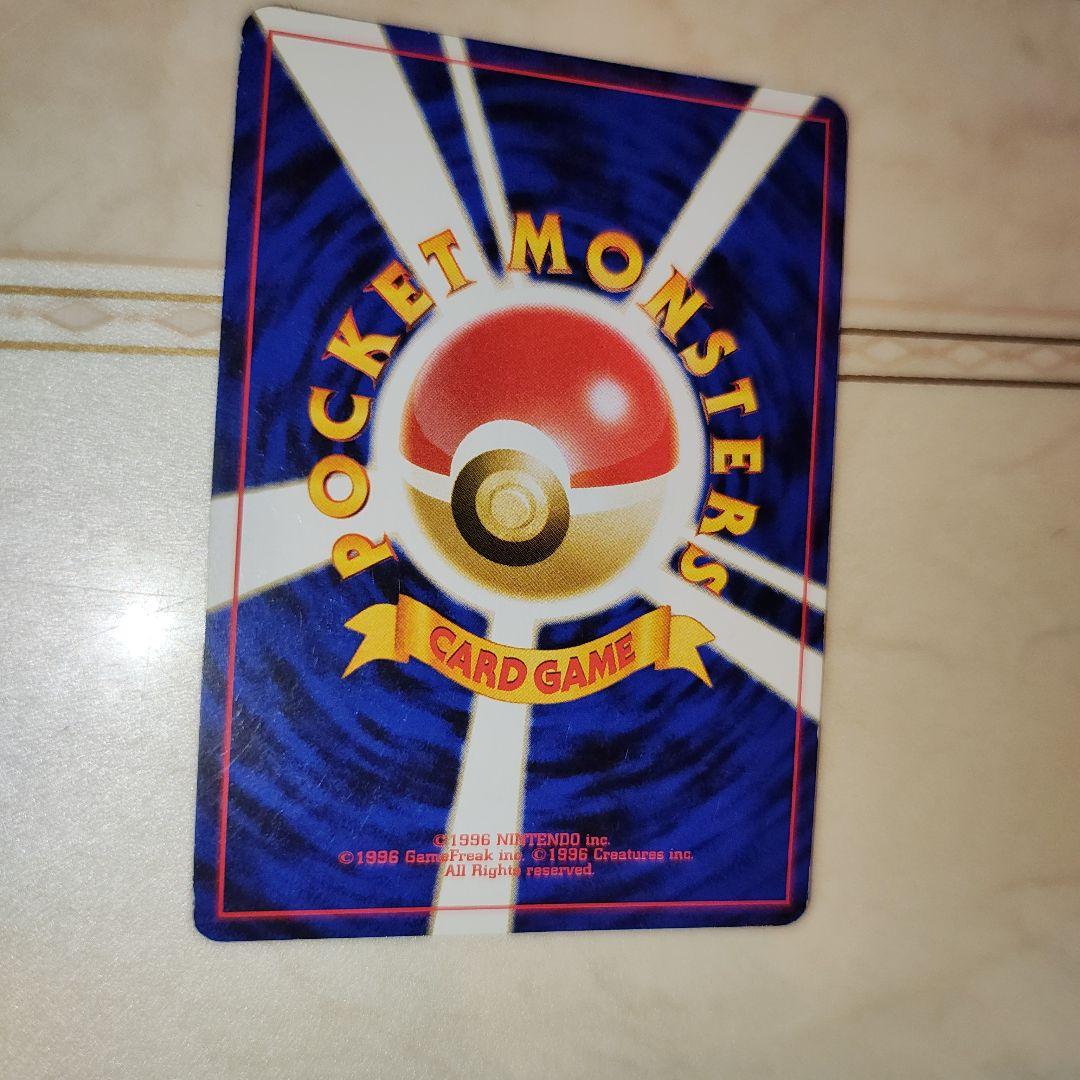 POCKET MONSTERS
CARD GAME
©1996 NINTENDO inc.
©1996 GameFreak inc. ©1996 Creatures inc.
All Rights reserved.